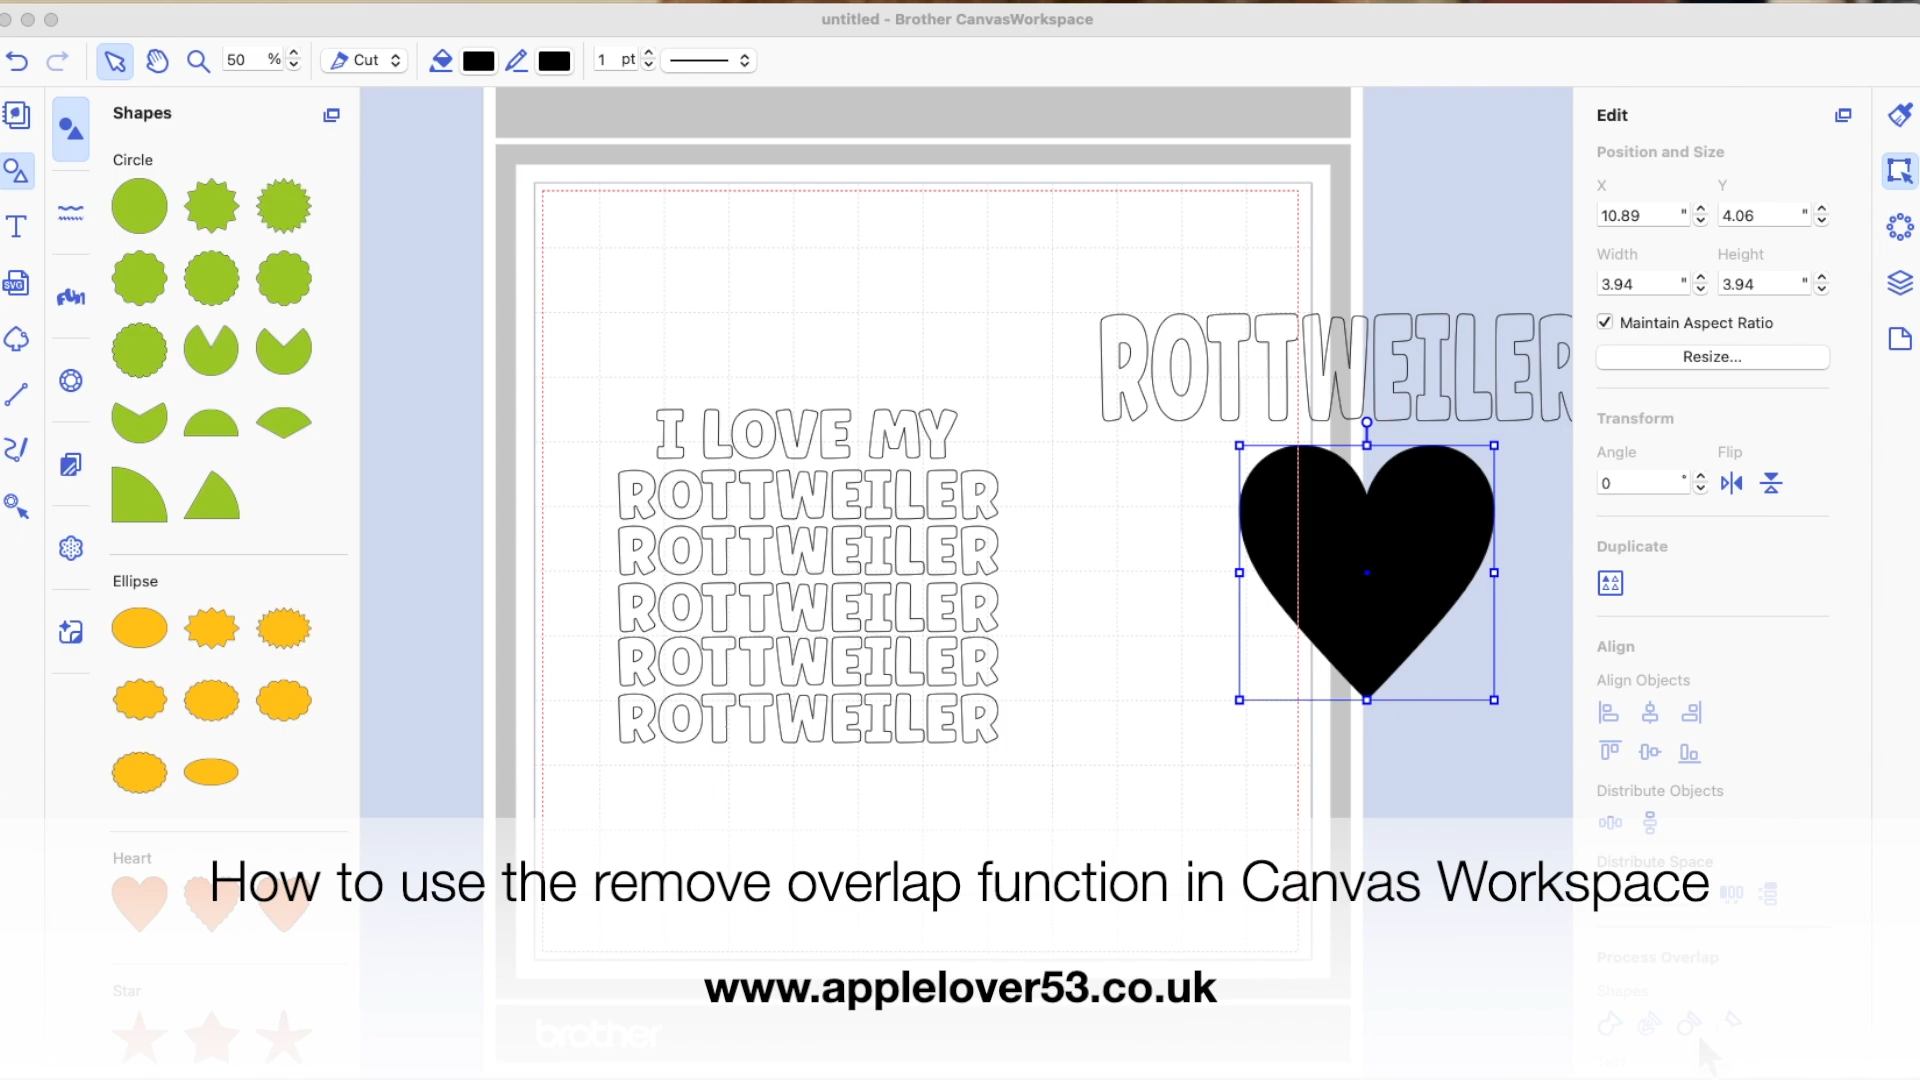 untitled - Brother CanvasWorkspace
50 %
Cut
1 pt
Shapes
Circle
Ellipse
Heart
Star
T
SVG
Fun
I LOVE MY
ROTTWEILER
ROTTWEILER
ROTTWEILER
ROTTWEILER
ROTTWEILER
ROTTWEILER
brother
Edit
Position and Size
X Y
10.89 " 4.06 "
Width Height
3.94 " 3.94 "
Maintain Aspect Ratio
Resize...
Transform
Angle Flip
0 °
Duplicate
Align
Align Objects
Distribute Objects
Distribute Space
Process Overlap
Shapes
How to use the remove overlap function in Canvas Workspace
www.applelover53.co.uk